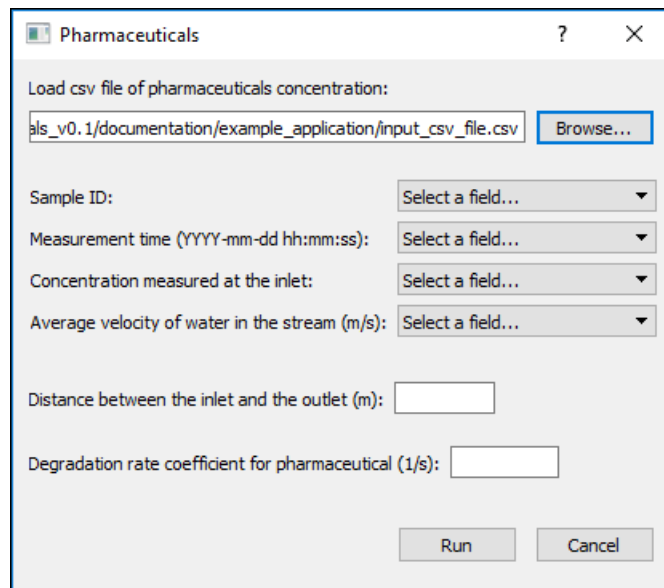 Pharmaceuticals ?
Load csv file of pharmaceuticals concentration:
als_v0.1/documentation/example_application/input_csv_file.csv Browse...
Sample ID: Select a field...
Measurement time (YYYY-mm-dd hh:mm:ss): Select a field...
Concentration measured at the inlet: Select a field...
Average velocity of water in the stream (m/s): Select a field...
Distance between the inlet and the outlet (m):
Degradation rate coefficient for pharmaceutical (1/s):
Run Cancel